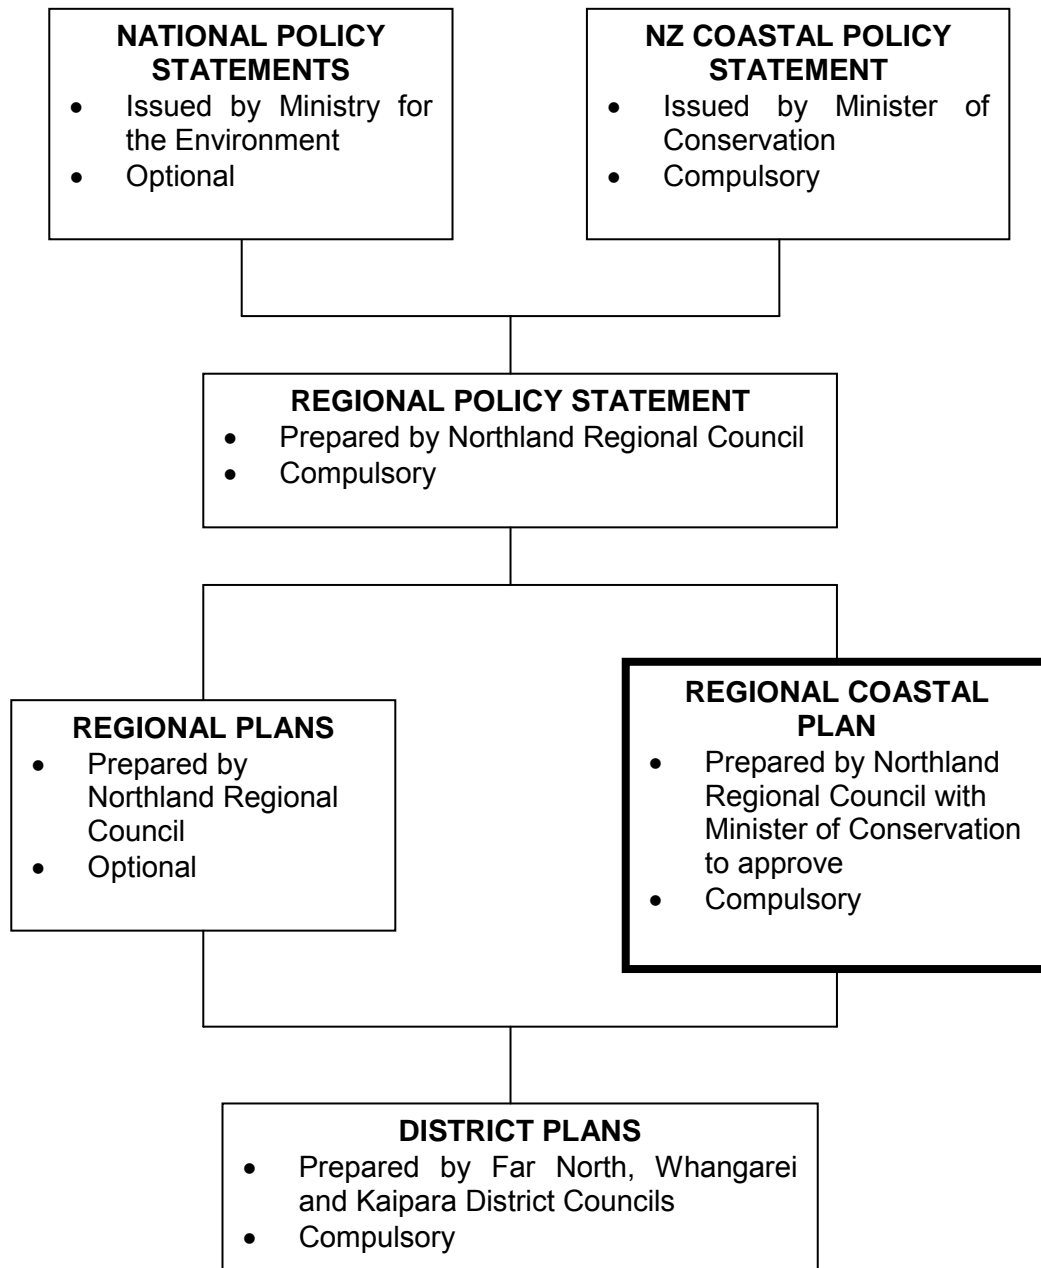 NATIONAL POLICY
STATEMENTS
• Issued by Ministry for
the Environment
• Optional
NZ COASTAL POLICY
STATEMENT
• Issued by Minister of
Conservation
• Compulsory
REGIONAL POLICY STATEMENT
• Prepared by Northland Regional Council
• Compulsory
REGIONAL PLANS
• Prepared by
Northland Regional
Council
• Optional
REGIONAL COASTAL
PLAN
• Prepared by Northland
Regional Council with
Minister of Conservation
to approve
• Compulsory
DISTRICT PLANS
• Prepared by Far North, Whangarei
and Kaipara District Councils
• Compulsory